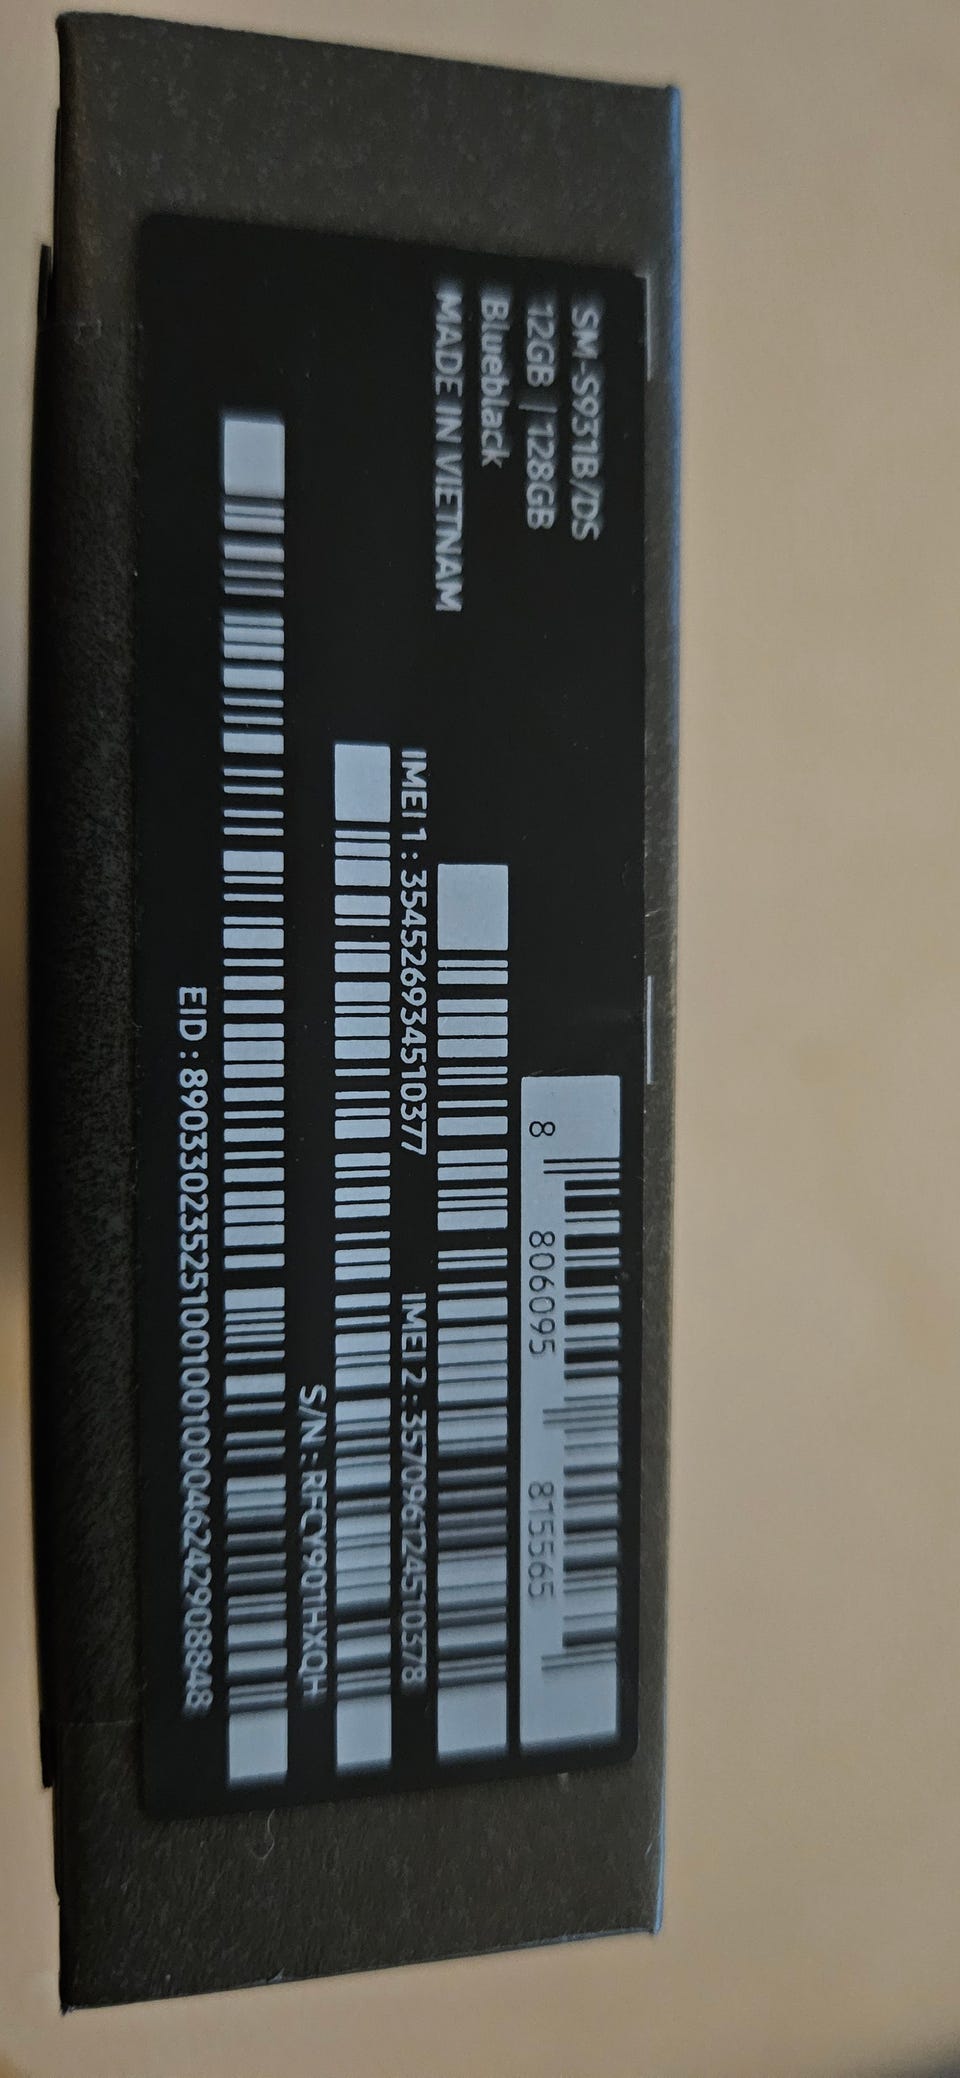 SM-S931B/DS
12GB | 128GB
Blueblack
MADE IN VIETNAM
8 806095 815565
IMEI 1 : 354526934510377
IMEI 2 : 357096124510378
S/N : RFCY901HXQH
EID : 89033023525100100100046242908848